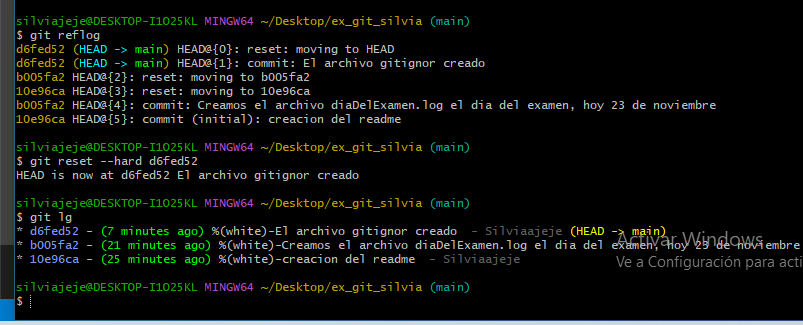 silviajeje@DESKTOP-I1O25KL MINGW64 ~/Desktop/ex_git_silvia (main)
$ git reflog
d6fed52 (HEAD -> main) HEAD@{0}: reset: moving to HEAD
d6fed52 (HEAD -> main) HEAD@{1}: commit: El archivo gitignor creado
b005fa2 HEAD@{2}: reset: moving to b005fa2
10e96ca HEAD@{3}: reset: moving to 10e96ca
b005fa2 HEAD@{4}: commit: Creamos el archivo diaDelExamen.log el dia del examen, hoy 23 de noviembre
10e96ca HEAD@{5}: commit (initial): creacion del readme
silviajeje@DESKTOP-I1O25KL MINGW64 ~/Desktop/ex_git_silvia (main)
$ git reset --hard d6fed52
HEAD is now at d6fed52 El archivo gitignor creado
silviajeje@DESKTOP-I1O25KL MINGW64 ~/Desktop/ex_git_silvia (main)
$ git lg
* d6fed52 - (7 minutes ago) %(white)-El archivo gitignor creado - Silviaajeje (HEAD -> main)
* b005fa2 - (21 minutes ago) %(white)-Creamos el archivo diaDelExamen.log el dia del examen, hoy 23 de noviembre
* 10e96ca - (25 minutes ago) %(white)-creacion del readme - Silviaajeje
Activar Windows
Ve a Configuración para acti
silviajeje@DESKTOP-I1O25KL MINGW64 ~/Desktop/ex_git_silvia (main)
$